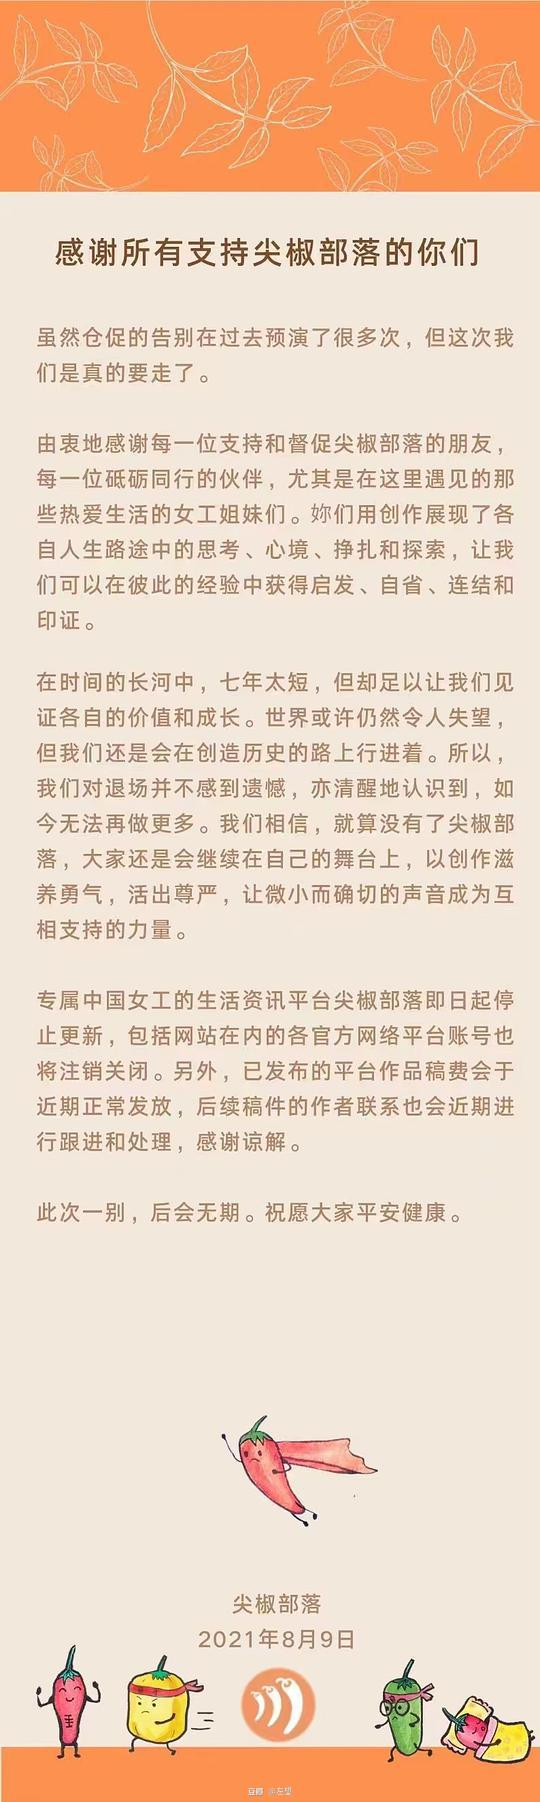 感谢所有支持尖椒部落的你们
虽然仓促的告别在过去预演了很多次，但这次我
们是真的要走了。
由衷地感谢每一位支持和督促尖椒部落的朋友，
每一位砥砺同行的伙伴，尤其是在这里遇见的那
些热爱生活的女工姐妹们。妳们用创作展现了各
自人生路途中的思考、心境、挣扎和探索，让我
们可以在彼此的经验中获得启发、自省、连结和
印证。
在时间的长河中，七年太短，但却足以让我们见
证各自的价值和成长。世界或许仍然令人失望，
但我们还是会在创造历史的路上行进着。所以，
我们对退场并不感到遗憾，亦清醒地认识到，如
今无法再做更多。我们相信，就算没有了尖椒部
落，大家还是会继续在自己的舞台上，以创作滋
养勇气，活出尊严，让微小而确切的声音成为互
相支持的力量。
专属中国女工的生活资讯平台尖椒部落即日起停
止更新，包括网站在内的各官方网络平台账号也
将注销关闭。另外，已发布的平台作品稿费会于
近期正常发放，后续稿件的作者联系也会近期进
行跟进和处理，感谢谅解。
此次一别，后会无期。祝愿大家平安健康。
尖椒部落
2021年8月9日
豆瓣 @左望